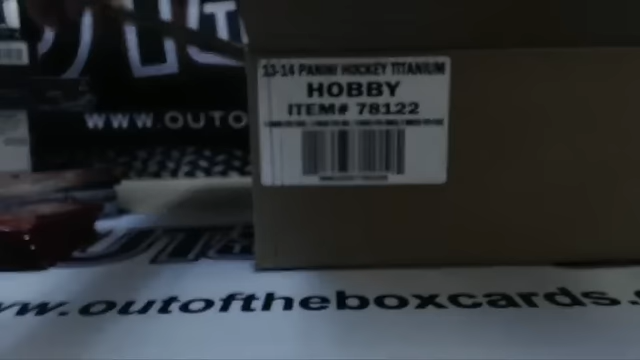 13-14 PANINI HOCKEY TITANIUM
HOBBY
ITEM# 78122
WWW.OUTO
www.outoftheboxcards.c